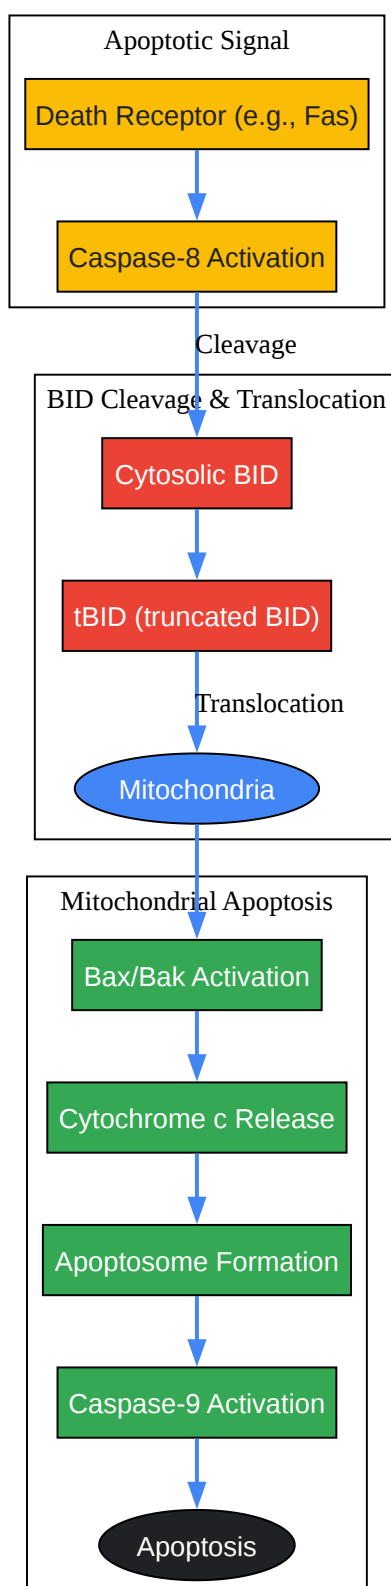 Apoptotic Signal
Death Receptor (e.g., Fas)
Caspase-8 Activation
Cleavage
BID Cleavage & Translocation
Cytosolic BID
tBID (truncated BID)
Translocation
Mitochondria
Mitochondrial Apoptosis
Bax/Bak Activation
Cytochrome c Release
Apoptosome Formation
Caspase-9 Activation
Apoptosis